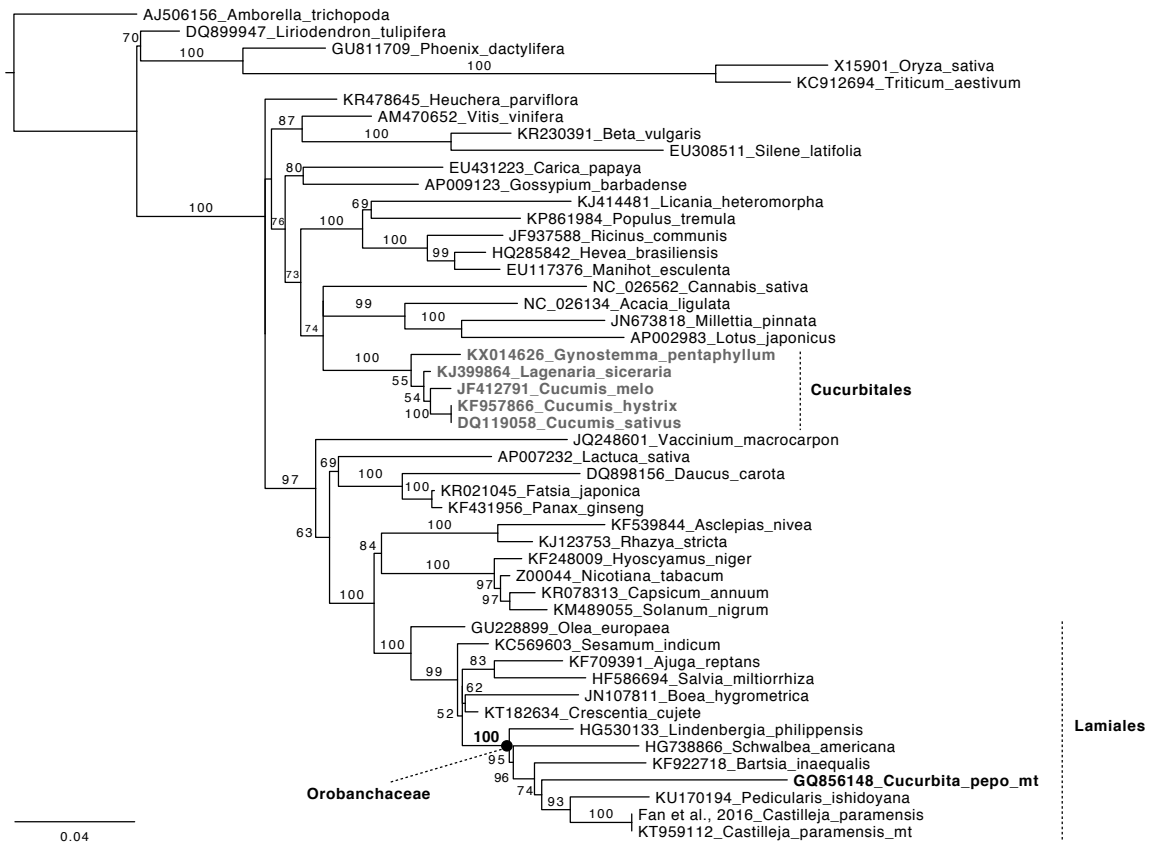 AJ506156_Amborella_trichopoda
70
DQ899947_Liriodendron_tulipifera
100
GU811709_Phoenix_dactylifera
100
X15901_Oryza_sativa
KC912694_Triticum_aestivum
KR478645_Heuchera_parviflora
87
AM470652_Vitis_vinifera
100
KR230391_Beta_vulgaris
EU308511_Silene_latifolia
80
EU431223_Carica_papaya
AP009123_Gossypium_barbadense
69
KJ414481_Licania_heteromorpha
100
76
100
KP861984_Populus_tremula
100
JF937588_Ricinus_communis
99
HQ285842_Hevea_brasiliensis
EU117376_Manihot_esculenta
73
NC_026562_Cannabis_sativa
99
NC_026134_Acacia_ligulata
100
JN673818_Millettia_pinnata
74
AP002983_Lotus_japonicus
100
KX014626_Gynostemma_pentaphyllum
55
KJ399864_Lagenaria_siceraria
54
JF412791_Cucumis_melo
Cucurbitales
100
KF957866_Cucumis_hystrix
DQ119058_Cucumis_sativus
JQ248601_Vaccinium_macrocarpon
69
AP007232_Lactuca_sativa
97
100
DQ898156_Daucus_carota
100
KR021045_Fatsia_japonica
KF431956_Panax_ginseng
63
100
KF539844_Asclepias_nivea
84
KJ123753_Rhazya_stricta
100
KF248009_Hyoscyamus_niger
97
Z00044_Nicotiana_tabacum
100
97
KR078313_Capsicum_annuum
KM489055_Solanum_nigrum
GU228899_Olea_europaea
100
KC569603_Sesamum_indicum
99
83
KF709391_Ajuga_reptans
HF586694_Salvia_miltiorrhiza
62
JN107811_Boea_hygrometrica
52
KT182634_Crescentia_cujete
Lamiales
100
HG530133_Lindenbergia_philippensis
HG738866_Schwalbea_americana
95
KF922718_Bartsia_inaequalis
96
GQ856148_Cucurbita_pepo_mt
Orobanchaceae
74
93
KU170194_Pedicularis_ishidoyana
100
Fan et al., 2016_Castilleja_paramensis
KT959112_Castilleja_paramensis_mt
0.04